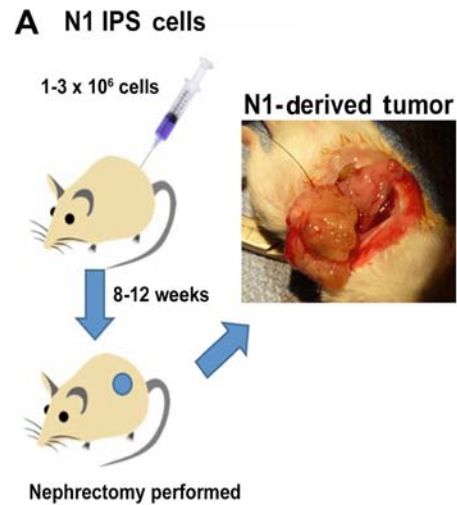 A N1 IPS cells
1-3 x 10⁶ cells
N1-derived tumor
8-12 weeks
Nephrectomy performed